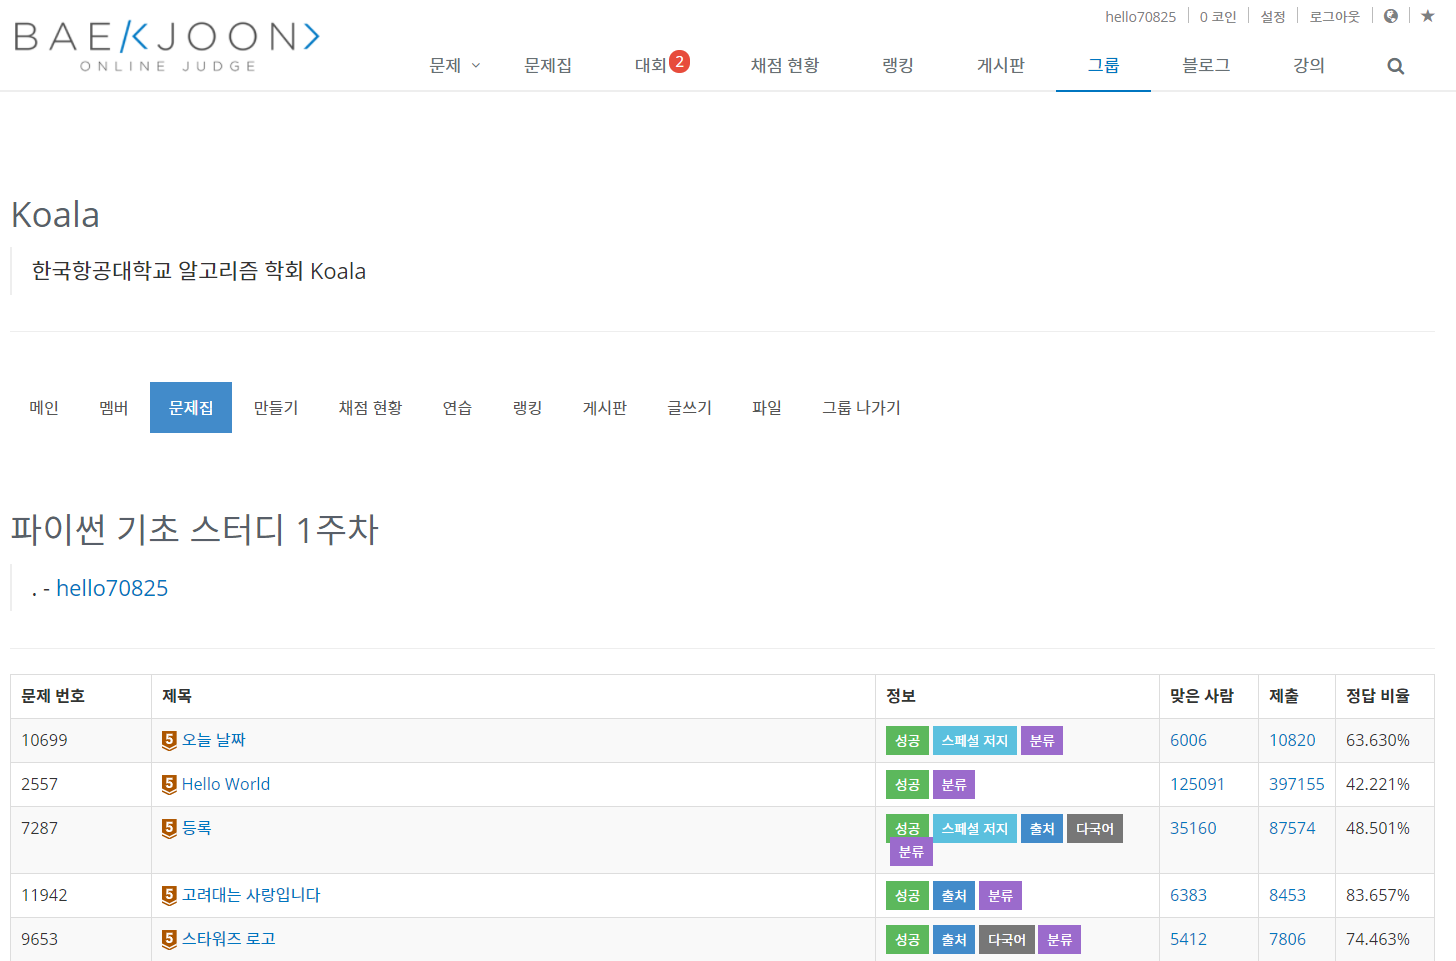 hello70825 0 코인 설정 로그아웃
BAEKJOON
ONLINE JUDGE
문제 문제집 대회 2 채점 현황 랭킹 게시판 그룹 블로그 강의
Koala
한국항공대학교 알고리즘 학회 Koala
메인 멤버 문제집 만들기 채점 현황 연습 랭킹 게시판 글쓰기 파일 그룹 나가기
파이썬 기초 스터디 1주차
. - hello70825
문제 번호 제목 정보 맞은 사람 제출 정답 비율
10699 5 오늘 날짜 성공 스페셜 저지 분류 6006 10820 63.630%
2557 5 Hello World 성공 분류 125091 397155 42.221%
7287 5 등록 성공 스페셜 저지 출처 다국어 35160 87574 48.501%
분류
11942 5 고려대는 사랑입니다 성공 출처 분류 6383 8453 83.657%
9653 5 스타워즈 로고 성공 출처 다국어 분류 5412 7806 74.463%